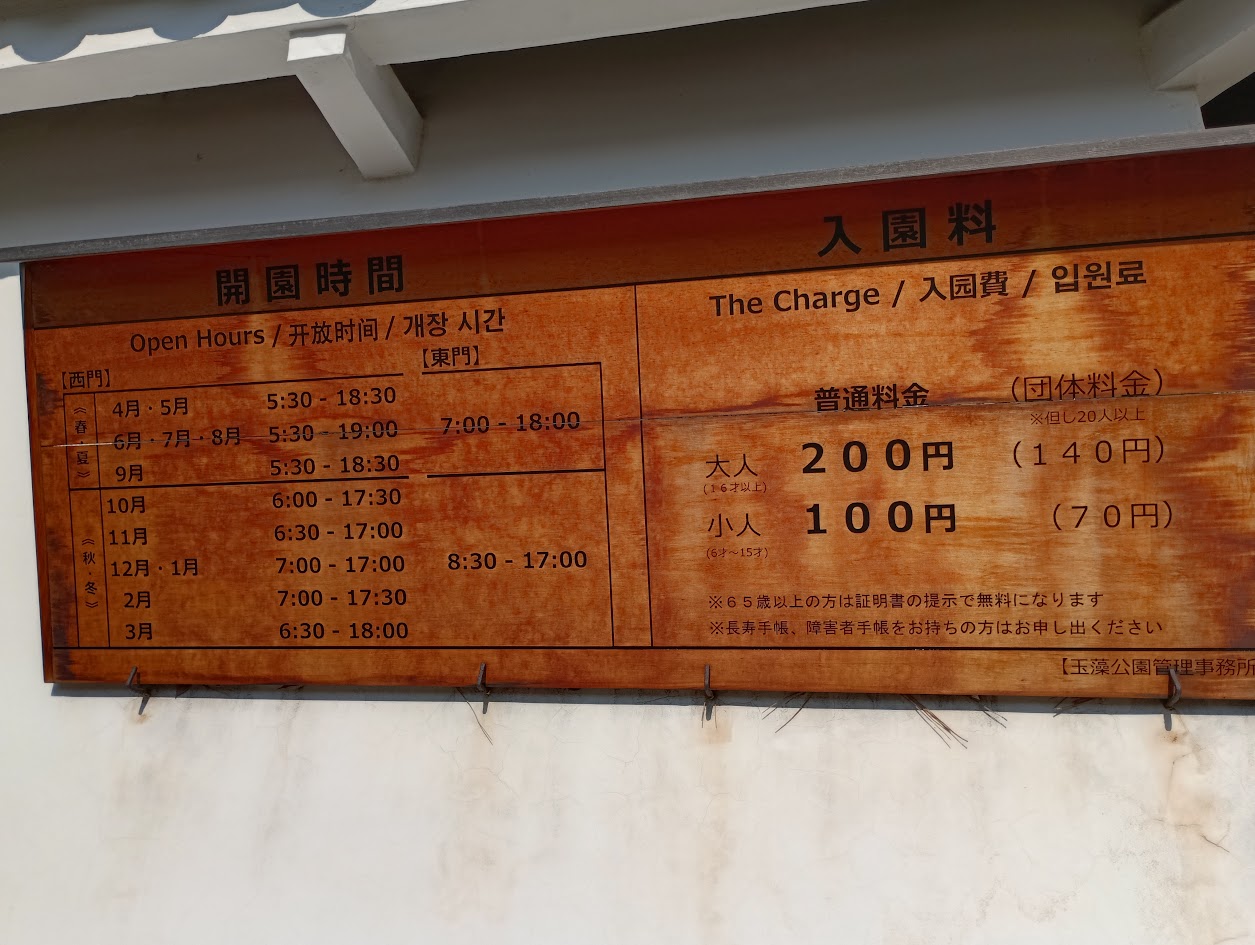 開園時間
Open Hours / 开放时间 / 개장 시간
【西門】
【東門】
《春・夏》
4月・5月 5:30 - 18:30
6月・7月・8月 5:30 - 19:00
9月 5:30 - 18:30
7:00 - 18:00
《秋・冬》
10月 6:00 - 17:30
11月 6:30 - 17:00
12月・1月 7:00 - 17:00
2月 7:00 - 17:30
3月 6:30 - 18:00
8:30 - 17:00
入園料
The Charge / 入园費 / 입원료
普通料金 （団体料金）
※但し20人以上
大人 200円 （140円）
(16才以上)
小人 100円 （70円）
(6才～15才)
※65歳以上の方は証明書の提示で無料になります
※長寿手帳、障害者手帳をお持ちの方はお申し出ください
【玉藻公園管理事務所